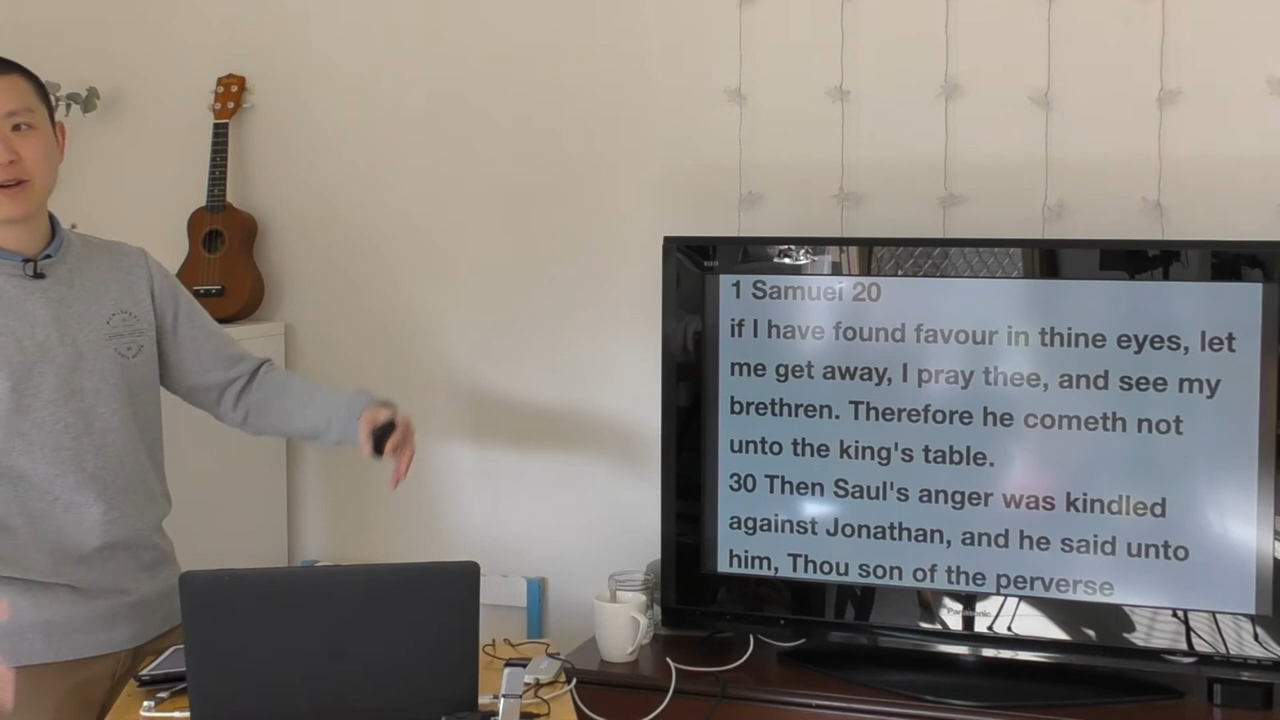 1 Samuel 20
if I have found favour in thine eyes, let
me get away, I pray thee, and see my
brethren. Therefore he cometh not
unto the king's table.
30 Then Saul's anger was kindled
against Jonathan, and he said unto
him, Thou son of the perverse
Panasonic